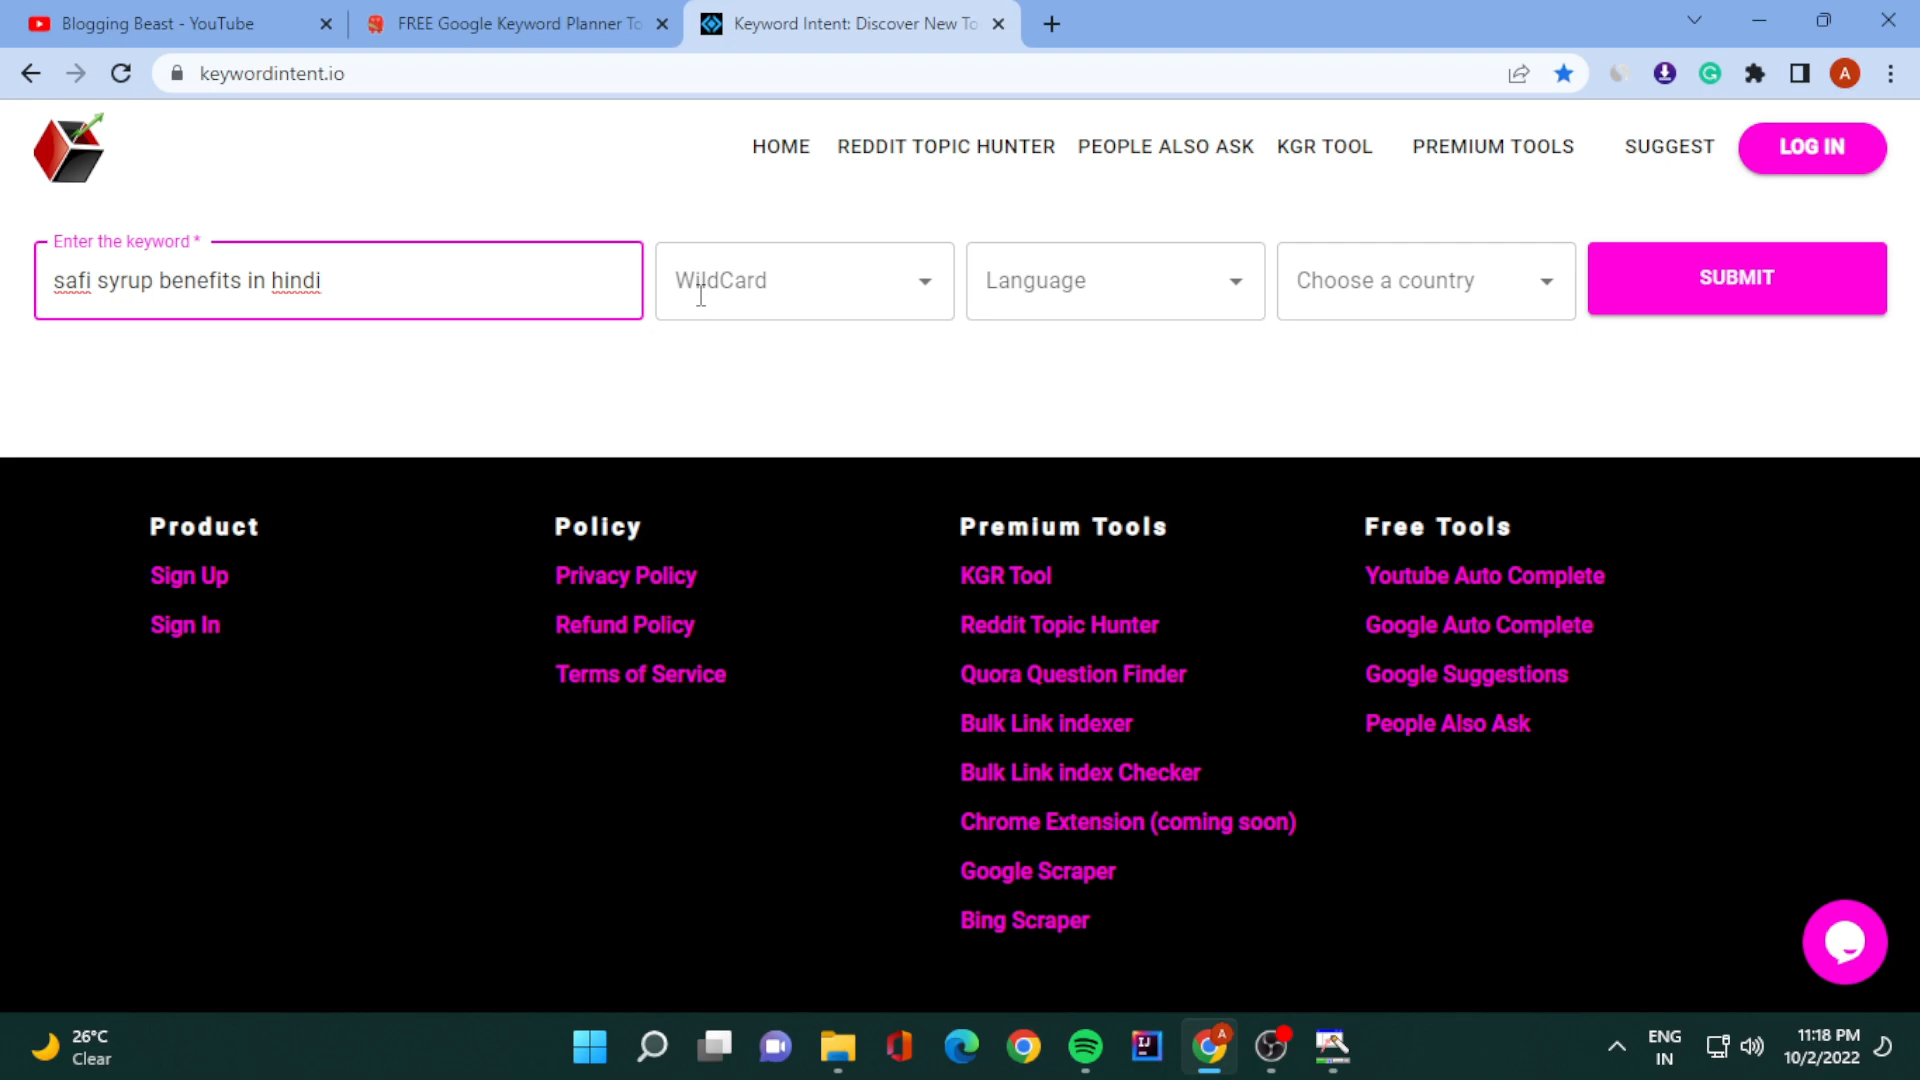 Blogging Beast - YouTube
FREE Google Keyword Planner To
Keyword Intent: Discover New To
keywordintent.io
A
HOME REDDIT TOPIC HUNTER PEOPLE ALSO ASK KGR TOOL PREMIUM TOOLS SUGGEST LOG IN
Enter the keyword *
safi syrup benefits in hindi
WildCard
Language
Choose a country
SUBMIT
Product
Sign Up
Sign In
Policy
Privacy Policy
Refund Policy
Terms of Service
Premium Tools
KGR Tool
Reddit Topic Hunter
Quora Question Finder
Bulk Link indexer
Bulk Link index Checker
Chrome Extension (coming soon)
Google Scraper
Bing Scraper
Free Tools
Youtube Auto Complete
Google Auto Complete
Google Suggestions
People Also Ask
26°C
Clear
A
ENG
IN
11:18 PM
10/2/2022